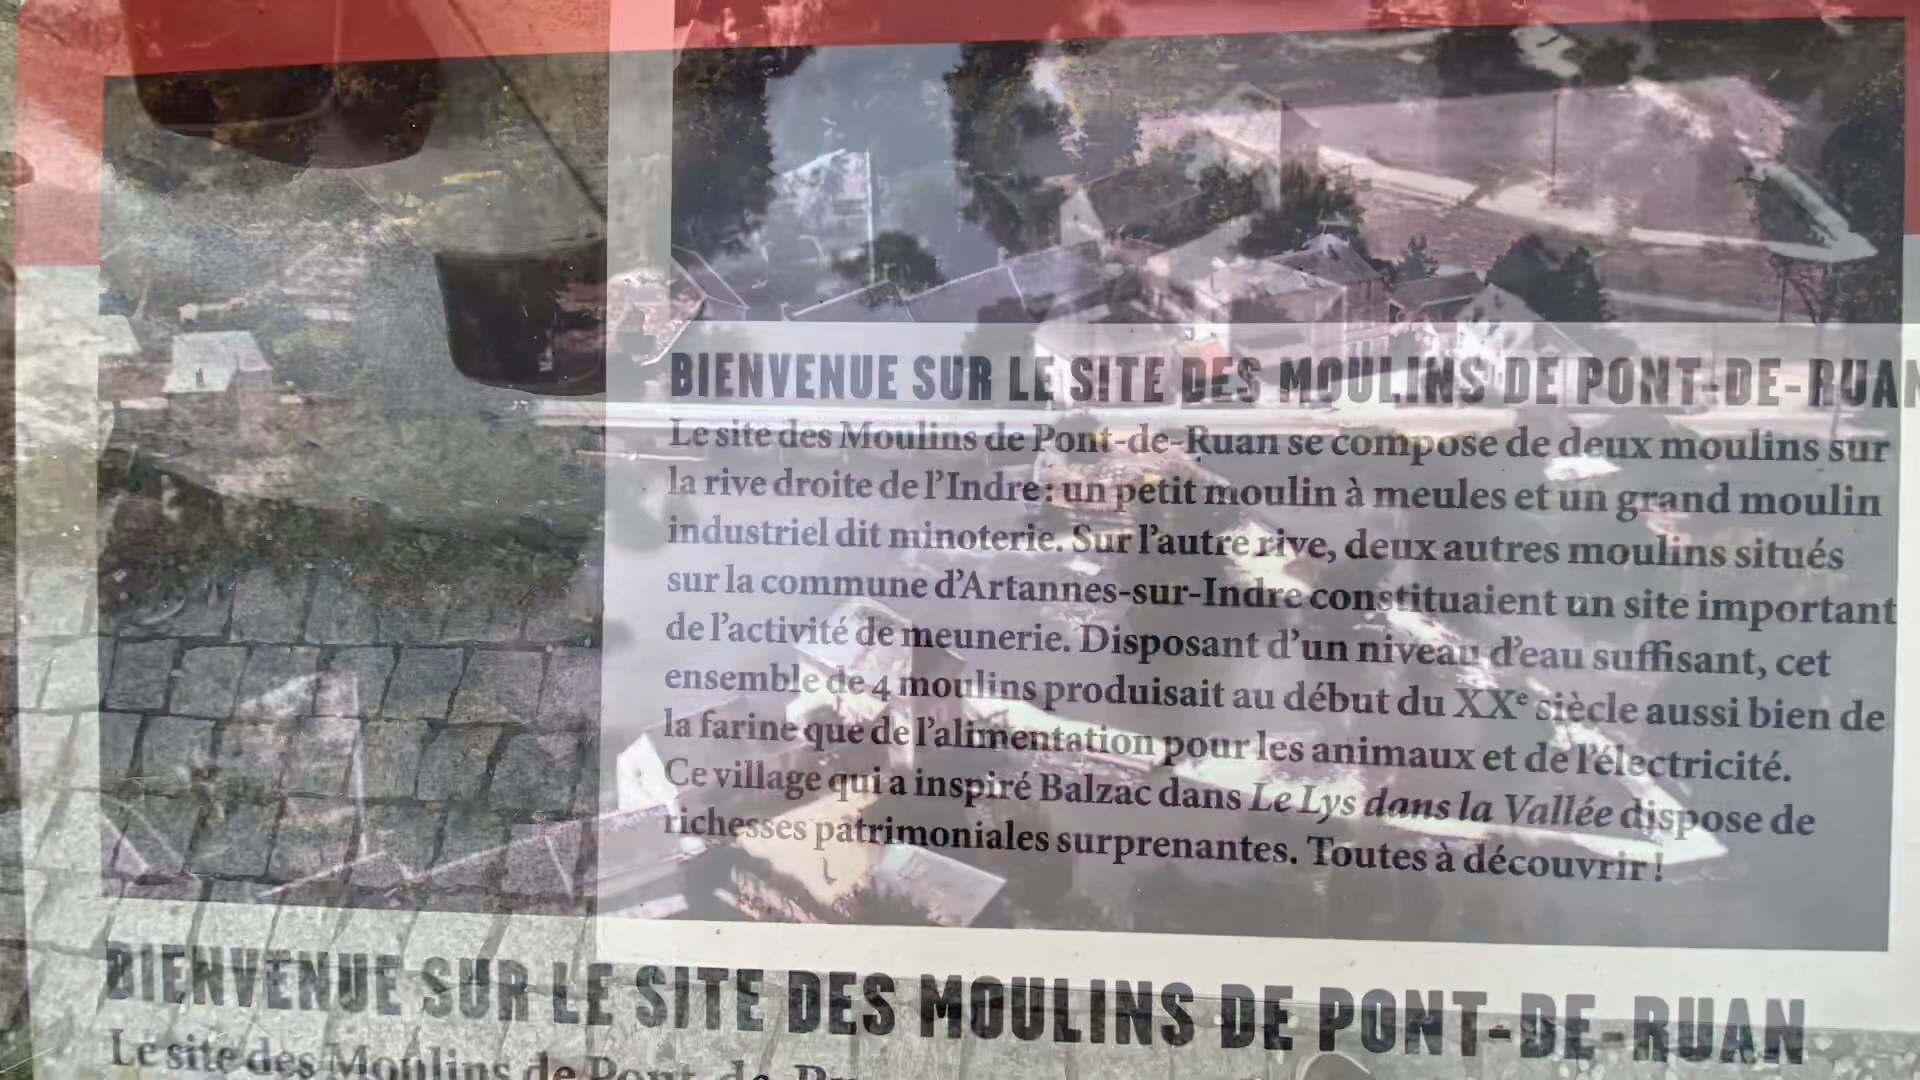 BIENVENUE SUR LE SITE DES MOULINS DE PONT-DE-RUAN
Le site des Moulins de Pont-de-Ruan se compose de deux moulins sur
la rive droite de l'Indre : un petit moulin à meules et un grand moulin
industriel dit minoterie. Sur l'autre rive, deux autres moulins situés
sur la commune d'Artannes-sur-Indre constituaient un site important
de l'activité de meunerie. Disposant d'un niveau d'eau suffisant, cet
ensemble de 4 moulins produisait au début du XXe siècle aussi bien de
la farine que de l'alimentation pour les animaux et de l'électricité.
Ce village qui a inspiré Balzac dans Le Lys dans la Vallée dispose de
richesses patrimoniales surprenantes. Toutes à découvrir !
BIENVENUE SUR LE SITE DES MOULINS DE PONT-DE-RUAN
Le site des Moulins de Pont-de-Ru